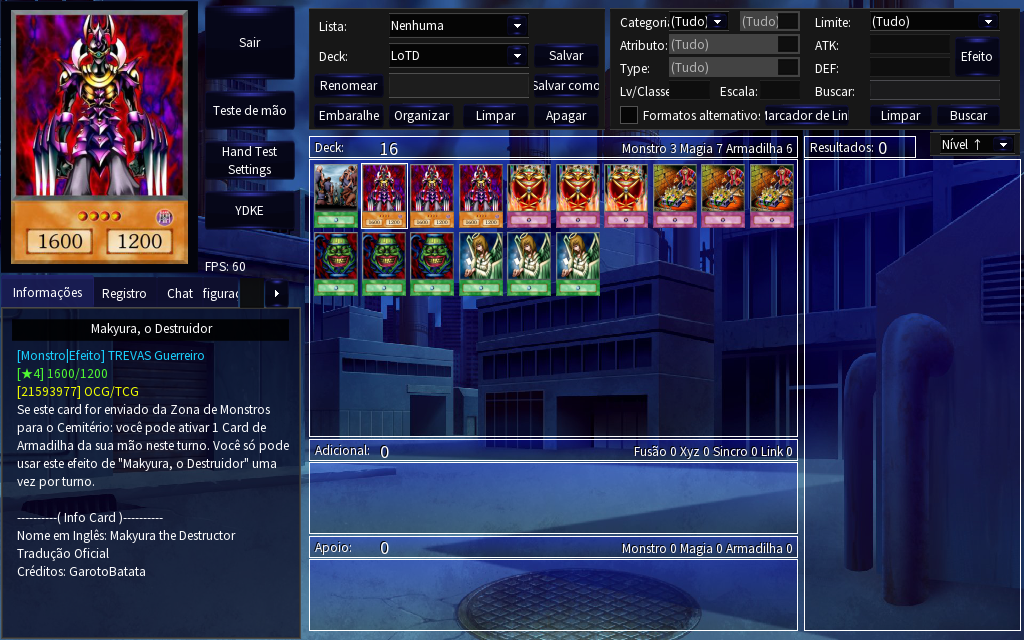 1600 1200
Sair
Teste de mão
Hand Test
Settings
YDKE
FPS: 60
Lista: Nenhuma
Deck: LoTD Salvar
Renomear Salvar como
Embaralhe Organizar Limpar Apagar
Categori: (Tudo) (Tudo) Limite: (Tudo)
Atributo: (Tudo) ATK:
Type: (Tudo) DEF: Efeito
Lv/Classe Escala: Buscar:
Formatos alternativo: Marcador de Lin Limpar Buscar
Deck: 16 Monstro 3 Magia 7 Armadilha 6
Resultados: 0 Nível ↑
Informações Registro Chat figurac
Makyura, o Destruidor
[Monstro|Efeito] TREVAS Guerreiro
[★4] 1600/1200
[21593977] OCG/TCG
Se este card for enviado da Zona de Monstros
para o Cemitério: você pode ativar 1 Card de
Armadilha da sua mão neste turno. Você só pode
usar este efeito de "Makyura, o Destruidor" uma
vez por turno.
----------( Info Card )----------
Nome em Inglês: Makyura the Destructor
Tradução Oficial
Créditos: GarotoBatata
Adicional: 0 Fusão 0 Xyz 0 Sincro 0 Link 0
Apoio: 0 Monstro 0 Magia 0 Armadilha 0